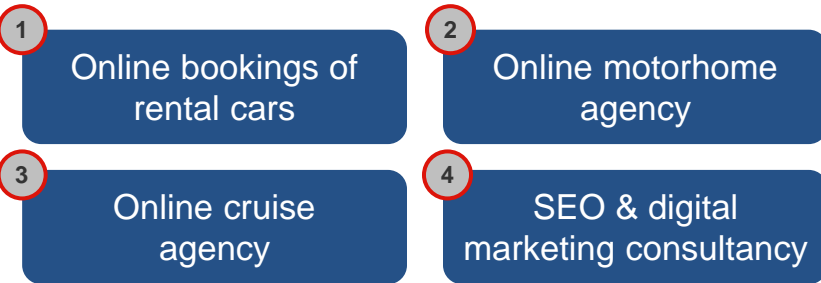 1
Online bookings of
rental cars
2
Online motorhome
agency
3
Online cruise
agency
4
SEO & digital
marketing consultancy